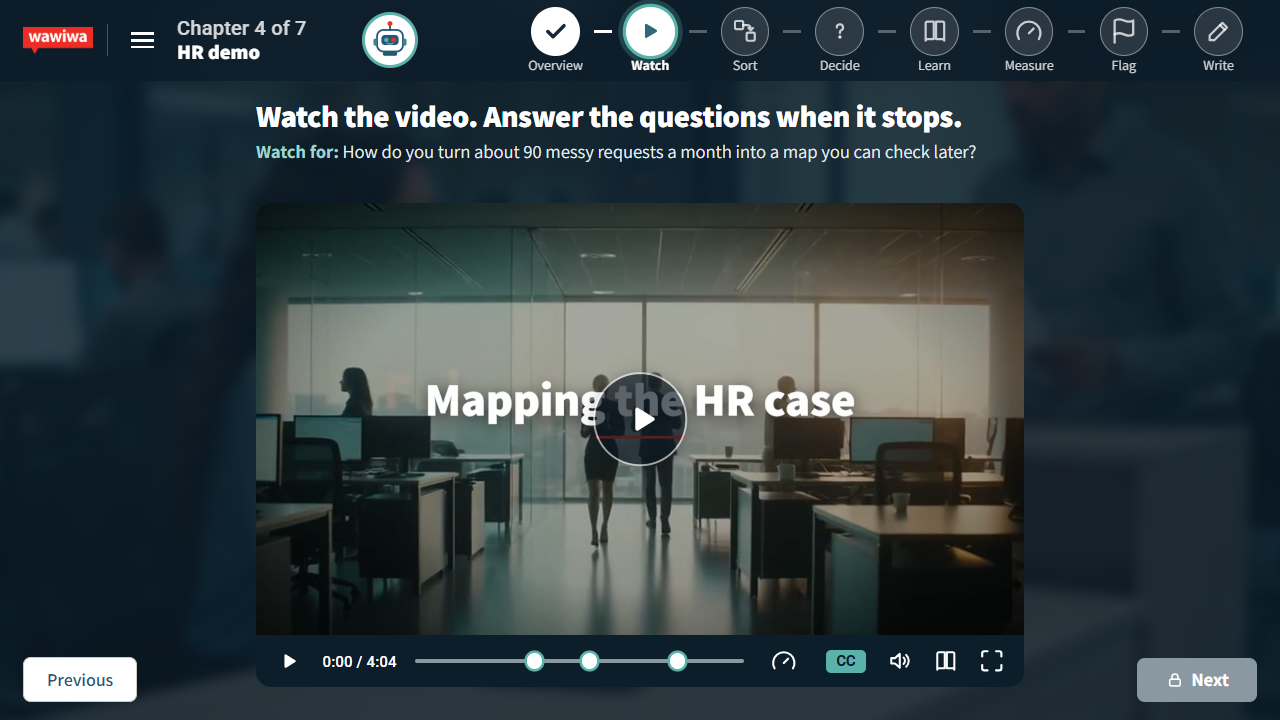 wawiwa
Chapter 4 of 7
HR demo
Overview
Watch
Sort
?
Decide
Learn
Measure
Flag
Write
Watch the video. Answer the questions when it stops.
Watch for: How do you turn about 90 messy requests a month into a map you can check later?
Mapping the HR case
0:00 / 4:04
CC
Previous
Next